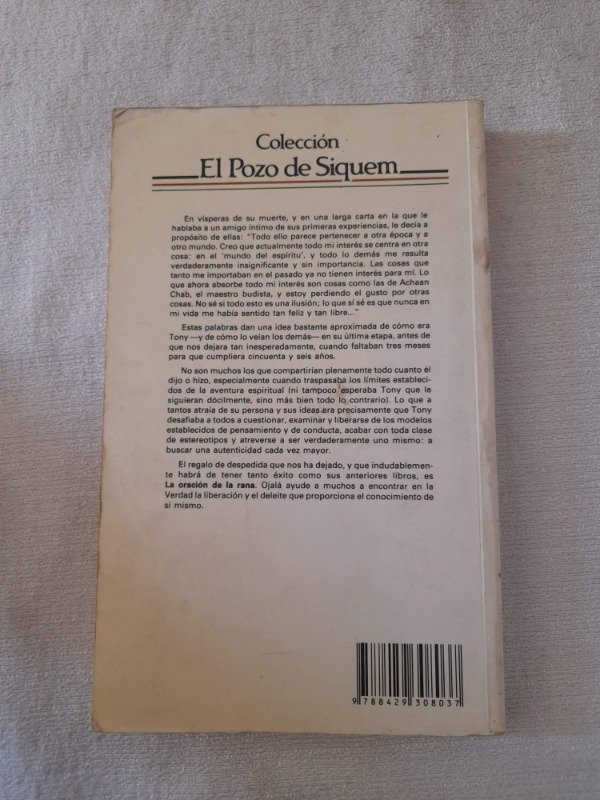 Colección
El Pozo de Siquem
En vísperas de su muerte, y en una larga carta en la que le
hablaba a un amigo íntimo de sus primeras experiencias, le decía a
propósito de ellas: "Todo ello parece pertenecer a otra época y a
otro mundo. Creo que actualmente todo mi interés se centra en otra
cosa: en el 'mundo del espíritu', y todo lo demás me resulta
verdaderamente insignificante y sin importancia. Las cosas que
tanto me importaban en el pasado ya no tienen interés para mí. Lo
que ahora absorbe todo mi interés son cosas como las de Achaan
Chab, el maestro budista, y estoy perdiendo el gusto por otras
cosas. No sé si todo esto es una ilusión; lo que sí sé es que nunca en
mi vida me había sentido tan feliz y tan libre..."
Estas palabras dan una idea bastante aproximada de cómo era
Tony —y de cómo lo veían los demás— en su última etapa, antes de
que nos dejara tan inesperadamente, cuando faltaban tres meses
para que cumpliera cincuenta y seis años.
No son muchos los que compartirían plenamente todo cuanto él
dijo o hizo, especialmente cuando traspasaba los límites estableci-
dos de la aventura espiritual (ni tampoco esperaba Tony que le
siguieran dócilmente, sino más bien todo lo contrario). Lo que a
tantos atraía de su persona y sus ideas era precisamente que Tony
desafiaba a todos a cuestionar, examinar y liberarse de los modelos
establecidos de pensamiento y de conducta, acabar con toda clase
de estereotipos y atreverse a ser verdaderamente uno mismo: a
buscar una autenticidad cada vez mayor.
El regalo de despedida que nos ha dejado, y que indudablemen-
te habrá de tener tanto éxito como sus anteriores libros, es
La oración de la rana. Ojalá ayude a muchos a encontrar en la
Verdad la liberación y el deleite que proporciona el conocimiento de
sí mismo.
9 788429 308037